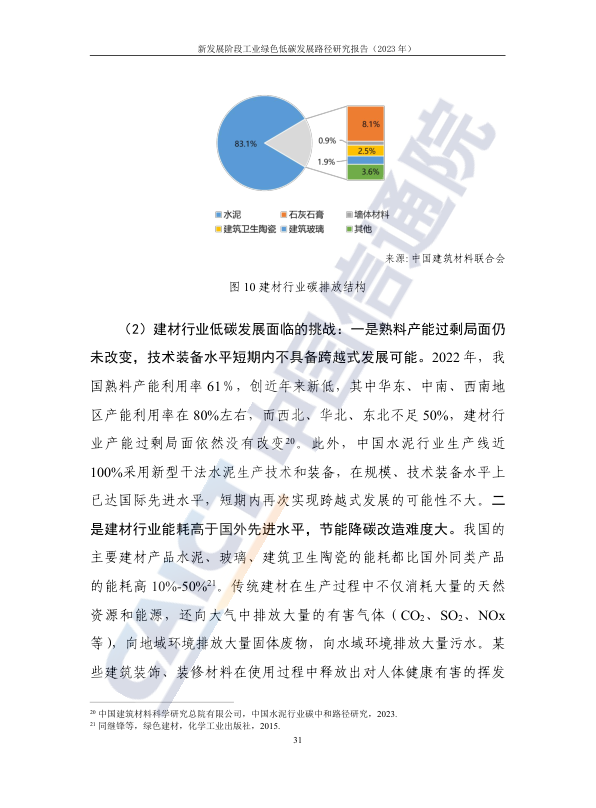 新发展阶段工业绿色低碳发展路径研究报告（2023 年）
83.1%
8.1%
0.9%
2.5%
1.9%
3.6%
水泥 石灰石膏 墙体材料
建筑卫生陶瓷 建筑玻璃 其他
来源: 中国建筑材料联合会
图 10 建材行业碳排放结构
（2）建材行业低碳发展面临的挑战：一是熟料产能过剩局面仍
未改变，技术装备水平短期内不具备跨越式发展可能。2022 年，我
国熟料产能利用率 61%，创近年来新低，其中华东、中南、西南地
区产能利用率在 80%左右，而西北、华北、东北不足 50%，建材行
业产能过剩局面依然没有改变20。此外，中国水泥行业生产线近
100%采用新型干法水泥生产技术和装备，在规模、技术装备水平上
已达国际先进水平，短期内再次实现跨越式发展的可能性不大。二
是建材行业能耗高于国外先进水平，节能降碳改造难度大。我国的
主要建材产品水泥、玻璃、建筑卫生陶瓷的能耗都比国外同类产品
的能耗高 10%-50%21。传统建材在生产过程中不仅消耗大量的天然
资源和能源，还向大气中排放大量的有害气体（CO2、SO2、NOx
等），向地域环境排放大量固体废物，向水域环境排放大量污水。某
些建筑装饰、装修材料在使用过程中释放出对人体健康有害的挥发
20 中国建筑材料科学研究总院有限公司，中国水泥行业碳中和路径研究，2023.
21 同继锋等，绿色建材，化学工业出版社，2015.
31
CAICT 中国信通院